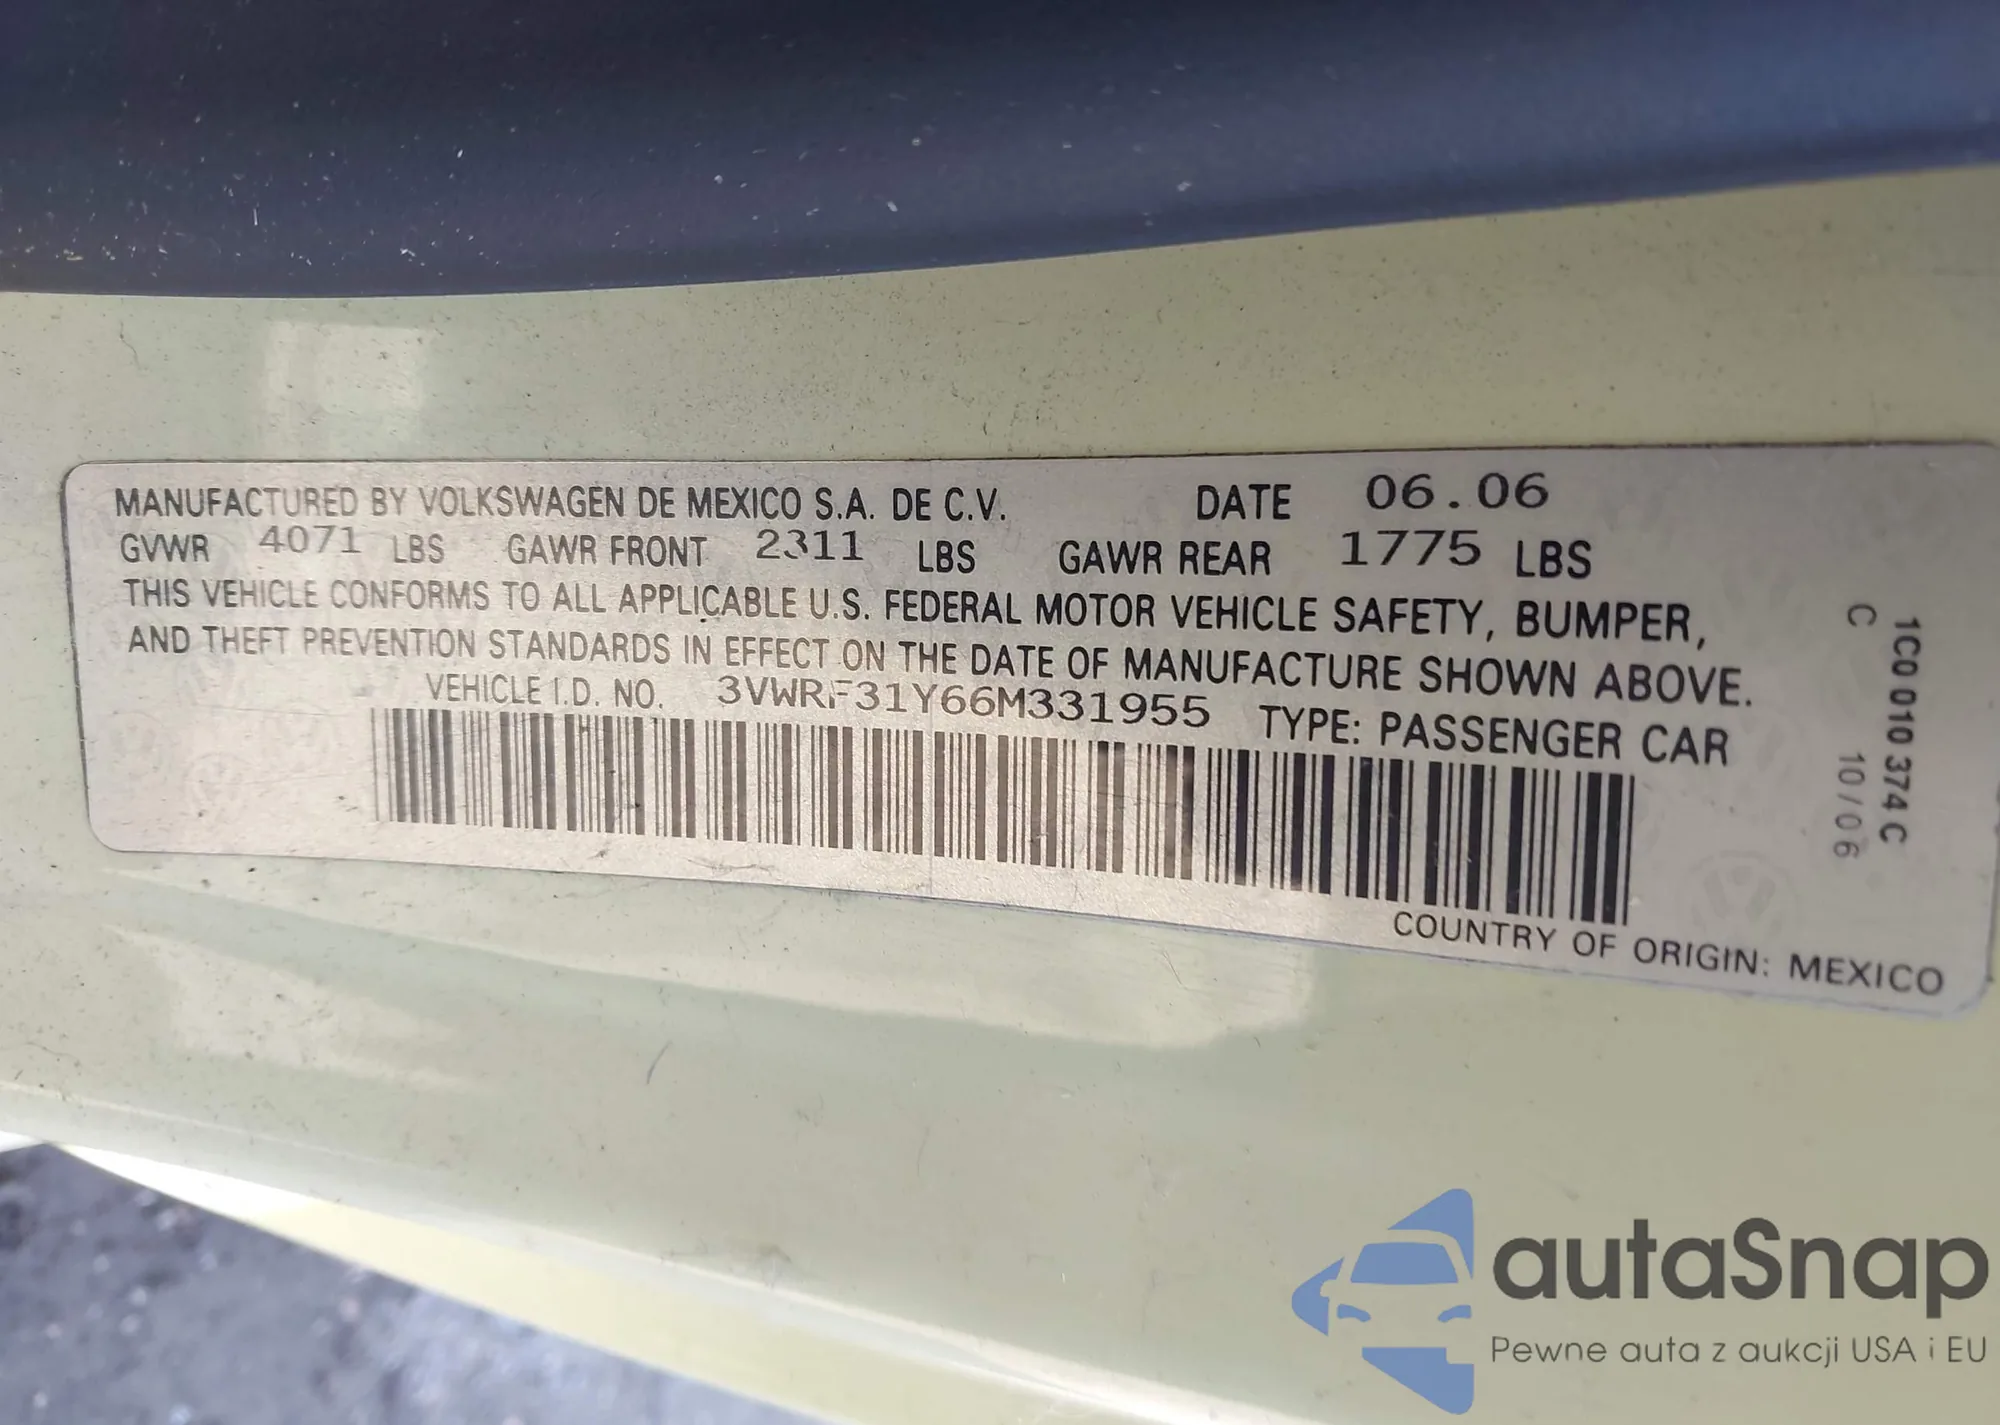 MANUFACTURED BY VOLKSWAGEN DE MEXICO S.A. DE C.V. DATE 06.06
GVWR 4071 LBS GAWR FRONT 2311 LBS GAWR REAR 1775 LBS
THIS VEHICLE CONFORMS TO ALL APPLICABLE U.S. FEDERAL MOTOR VEHICLE SAFETY, BUMPER,
AND THEFT PREVENTION STANDARDS IN EFFECT ON THE DATE OF MANUFACTURE SHOWN ABOVE.
VEHICLE I.D. NO. 3VWRF31Y66M331955 TYPE: PASSENGER CAR
COUNTRY OF ORIGIN: MEXICO
1C0 010 374 C
C 10/06
autaSnap
Pewne auta z aukcji USA i EU